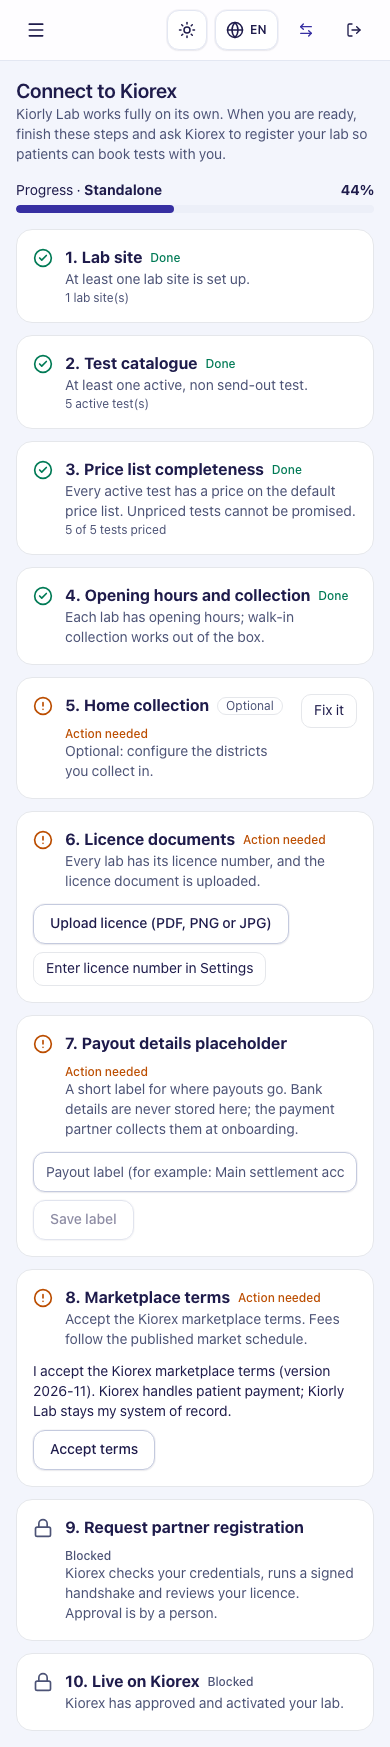 EN
Connect to Kiorex
Kiorly Lab works fully on its own. When you are ready,
finish these steps and ask Kiorex to register your lab so
patients can book tests with you.
Progress · Standalone 44%
1. Lab site Done
At least one lab site is set up.
1 lab site(s)
2. Test catalogue Done
At least one active, non send-out test.
5 active test(s)
3. Price list completeness Done
Every active test has a price on the default
price list. Unpriced tests cannot be promised.
5 of 5 tests priced
4. Opening hours and collection Done
Each lab has opening hours; walk-in
collection works out of the box.
5. Home collection Optional Fix it
Action needed
Optional: configure the districts
you collect in.
6. Licence documents Action needed
Every lab has its licence number, and the
licence document is uploaded.
Upload licence (PDF, PNG or JPG)
Enter licence number in Settings
7. Payout details placeholder
Action needed
A short label for where payouts go. Bank
details are never stored here; the payment
partner collects them at onboarding.
Payout label (for example: Main settlement acc
Save label
8. Marketplace terms Action needed
Accept the Kiorex marketplace terms. Fees
follow the published market schedule.
I accept the Kiorex marketplace terms (version
2026-11). Kiorex handles patient payment; Kiorly
Lab stays my system of record.
Accept terms
9. Request partner registration
Blocked
Kiorex checks your credentials, runs a signed
handshake and reviews your licence.
Approval is by a person.
10. Live on Kiorex Blocked
Kiorex has approved and activated your lab.